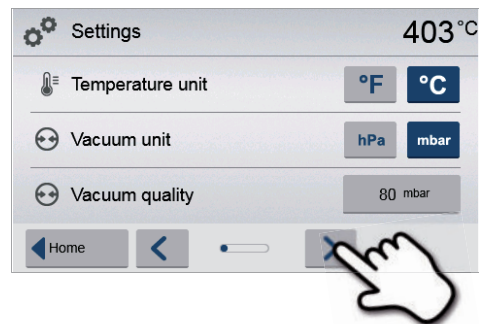 Settings 403°C
Temperature unit °F °C
Vacuum unit hPa mbar
Vacuum quality 80 mbar
Home